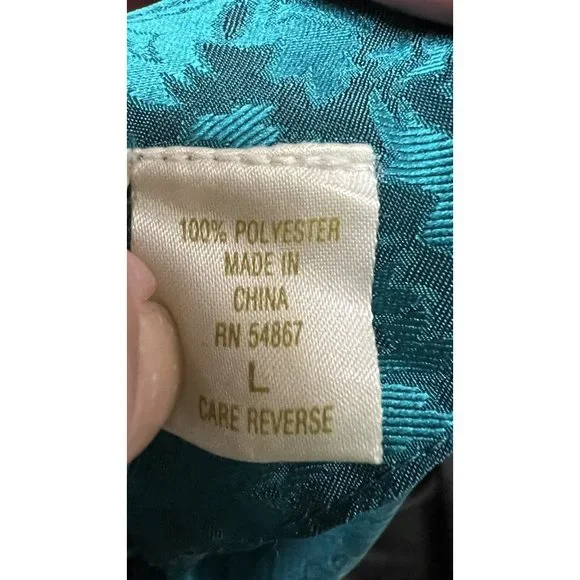 100% POLYESTER
MADE IN
CHINA
RN 54867
L
CARE REVERSE